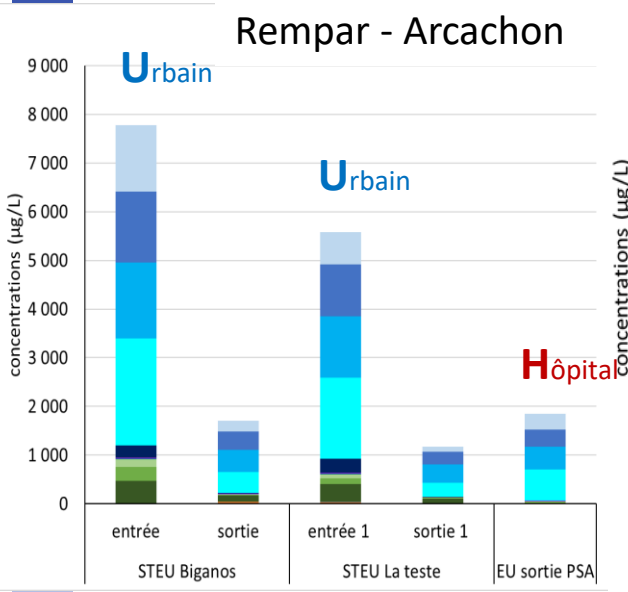 Rempar - Arcachon
concentrations (µg/L)
9 000
8 000
7 000
6 000
5 000
4 000
3 000
2 000
1 000
0
Urbain
Urbain
Hôpital
concentrations (µg/L)
entrée sortie entrée 1 sortie 1
STEU Biganos STEU La teste EU sortie PSA